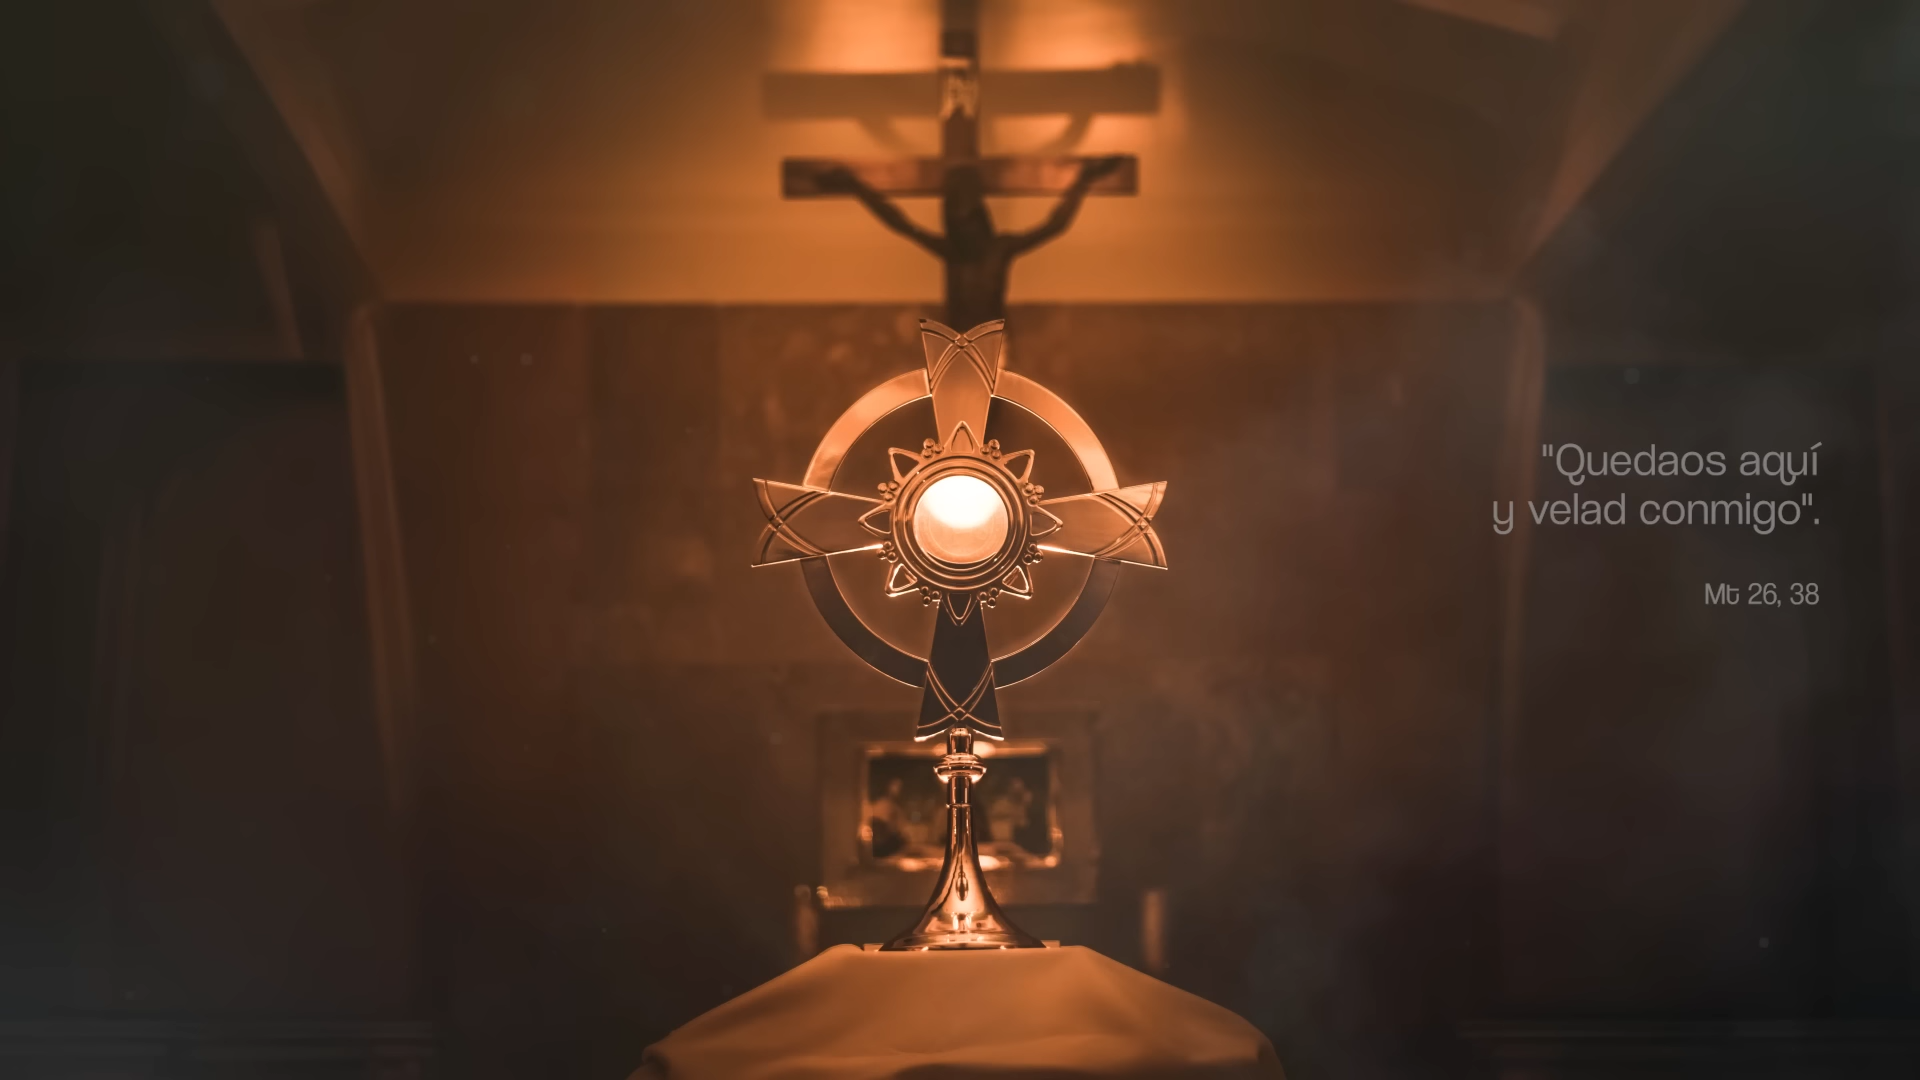 "Quedaos aquí
y velad conmigo".
Mt 26, 38